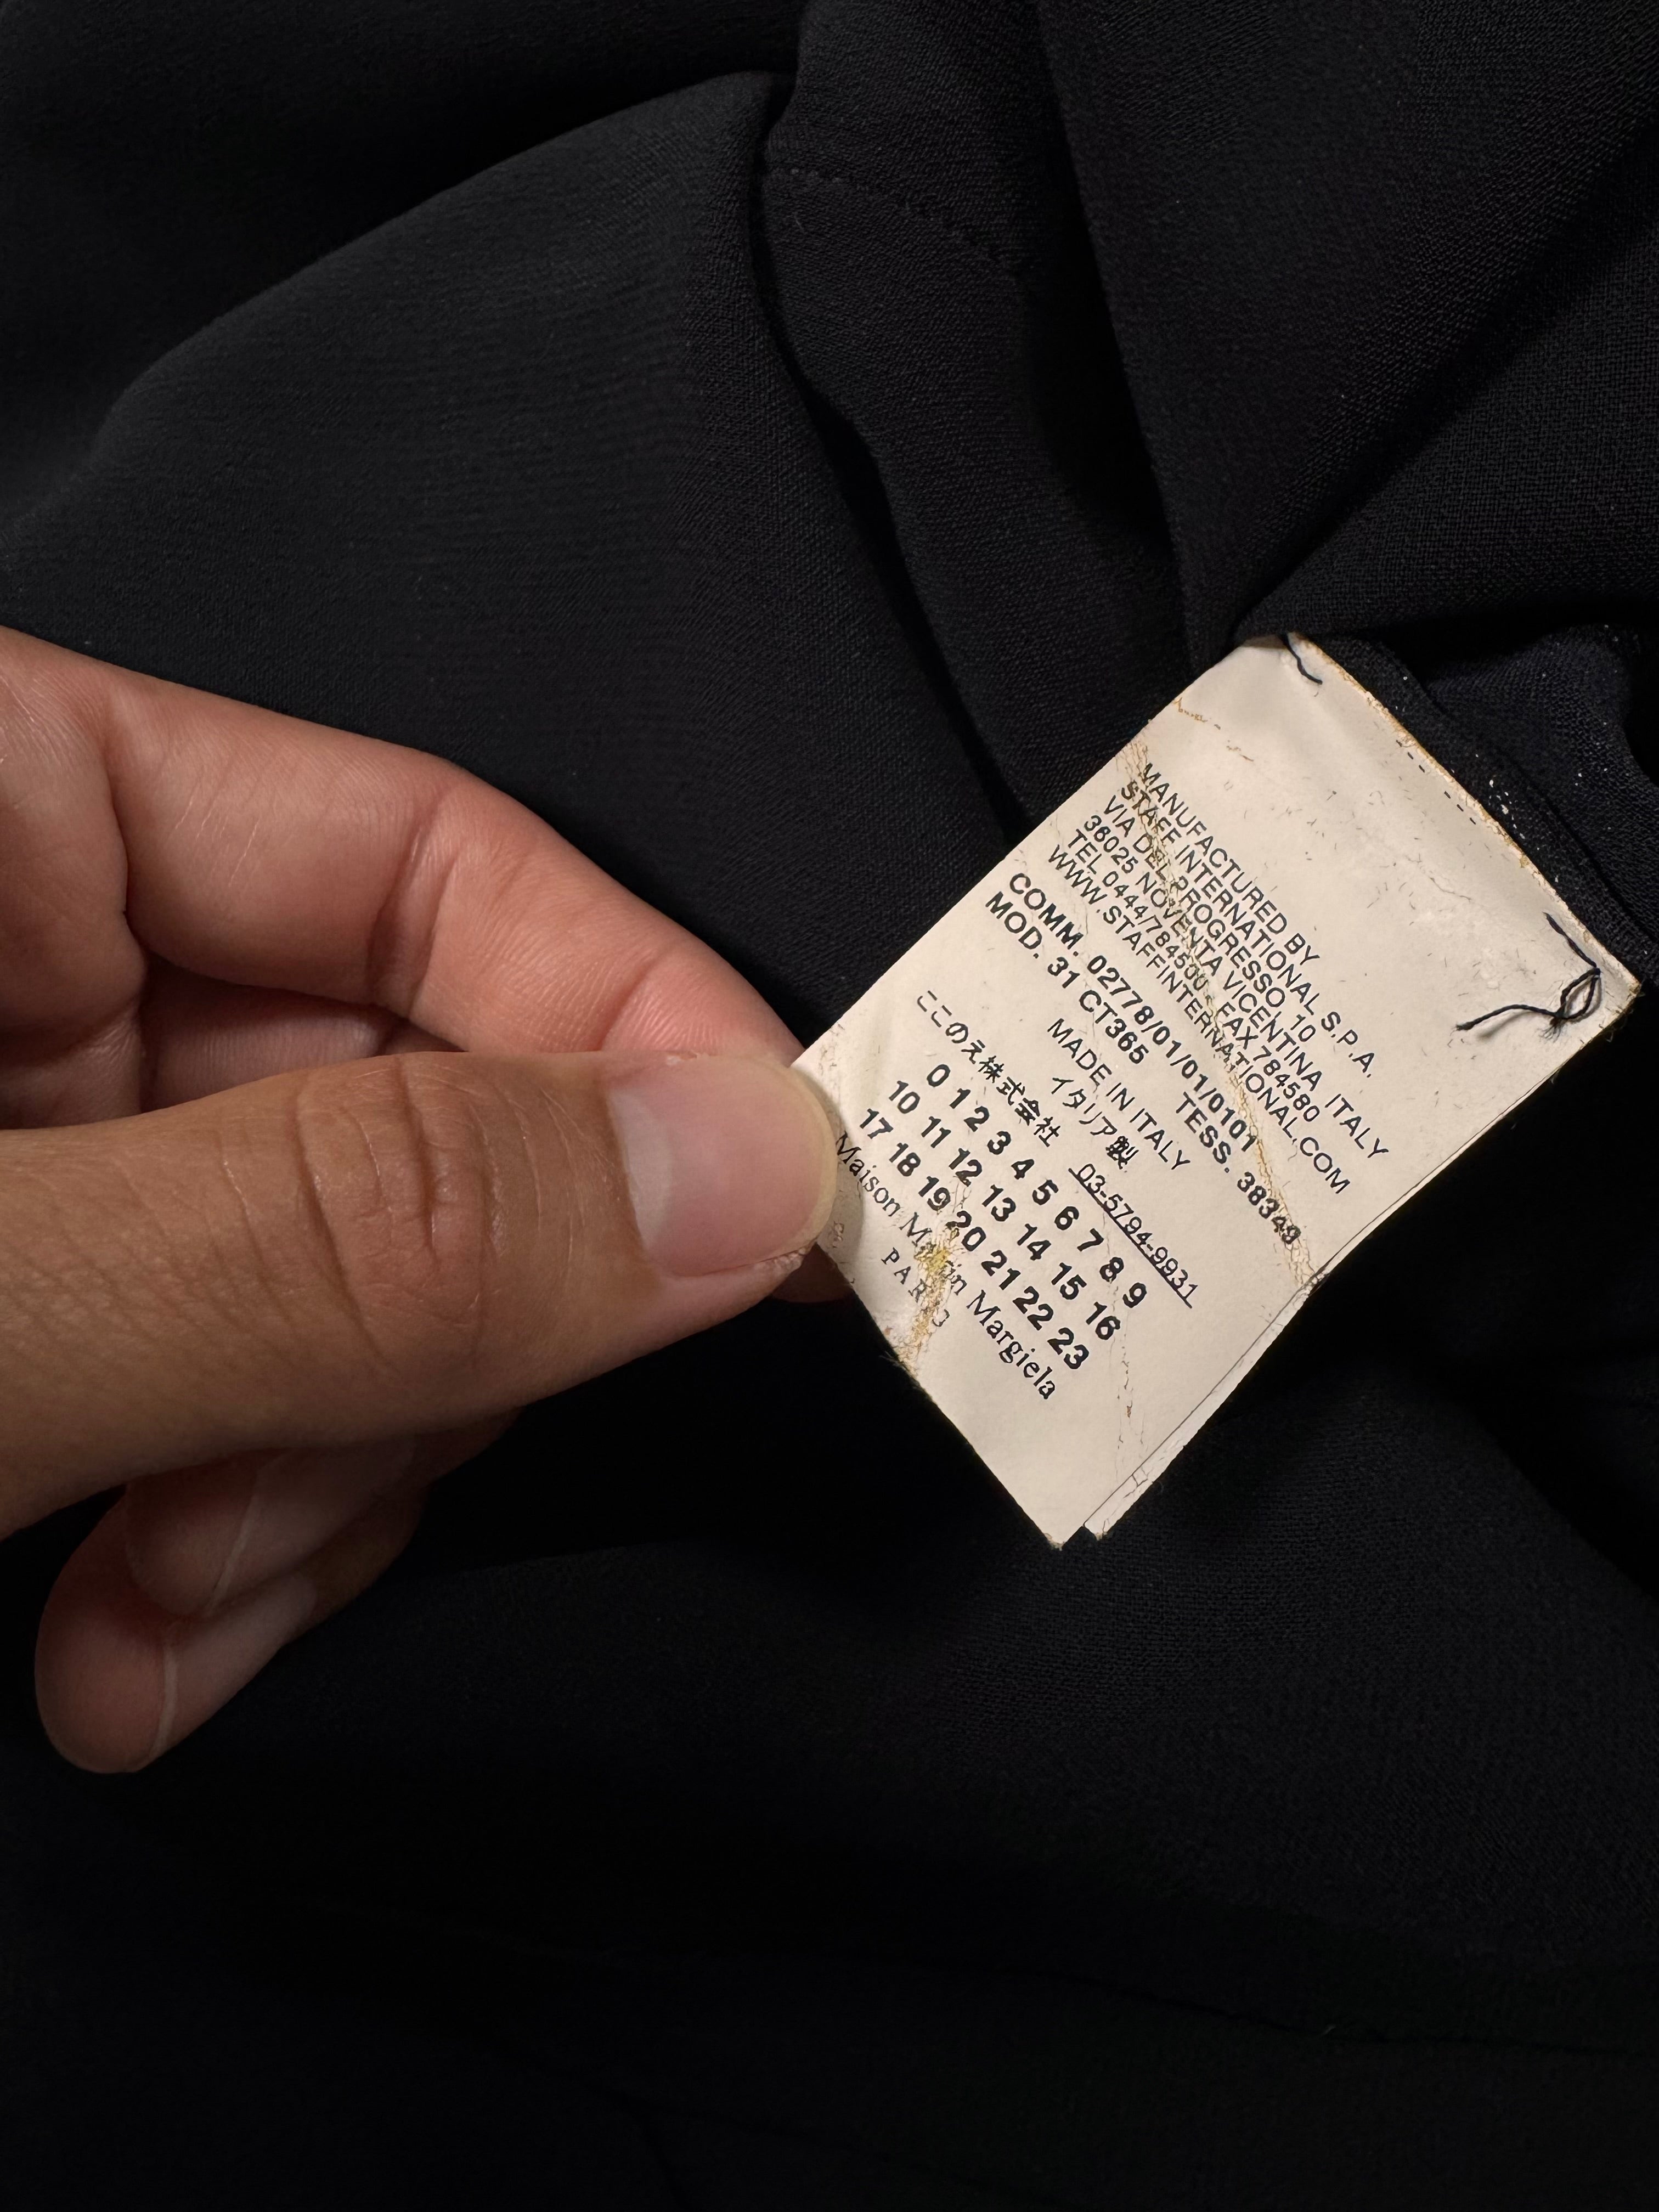 MANUFACTURED BY
STAFF INTERNATIONAL S.P.A.
VIA DEL PROGRESSO, 10
36025 NOVENTA VICENTINA ITALY
TEL 0444/784500 - FAX 784580
WWW.STAFFINTERNATIONAL.COM
COMM. 02778/01/01/0101
MOD. 31 CT365 TESS. 38349
MADE IN ITALY
イタリア製
ここのえ株式会社 03-5794-9931
0 1 2 3 4 5 6 7 8 9
10 11 12 13 14 15 16
17 18 19 20 21 22 23
Maison Martin Margiela
PARIS